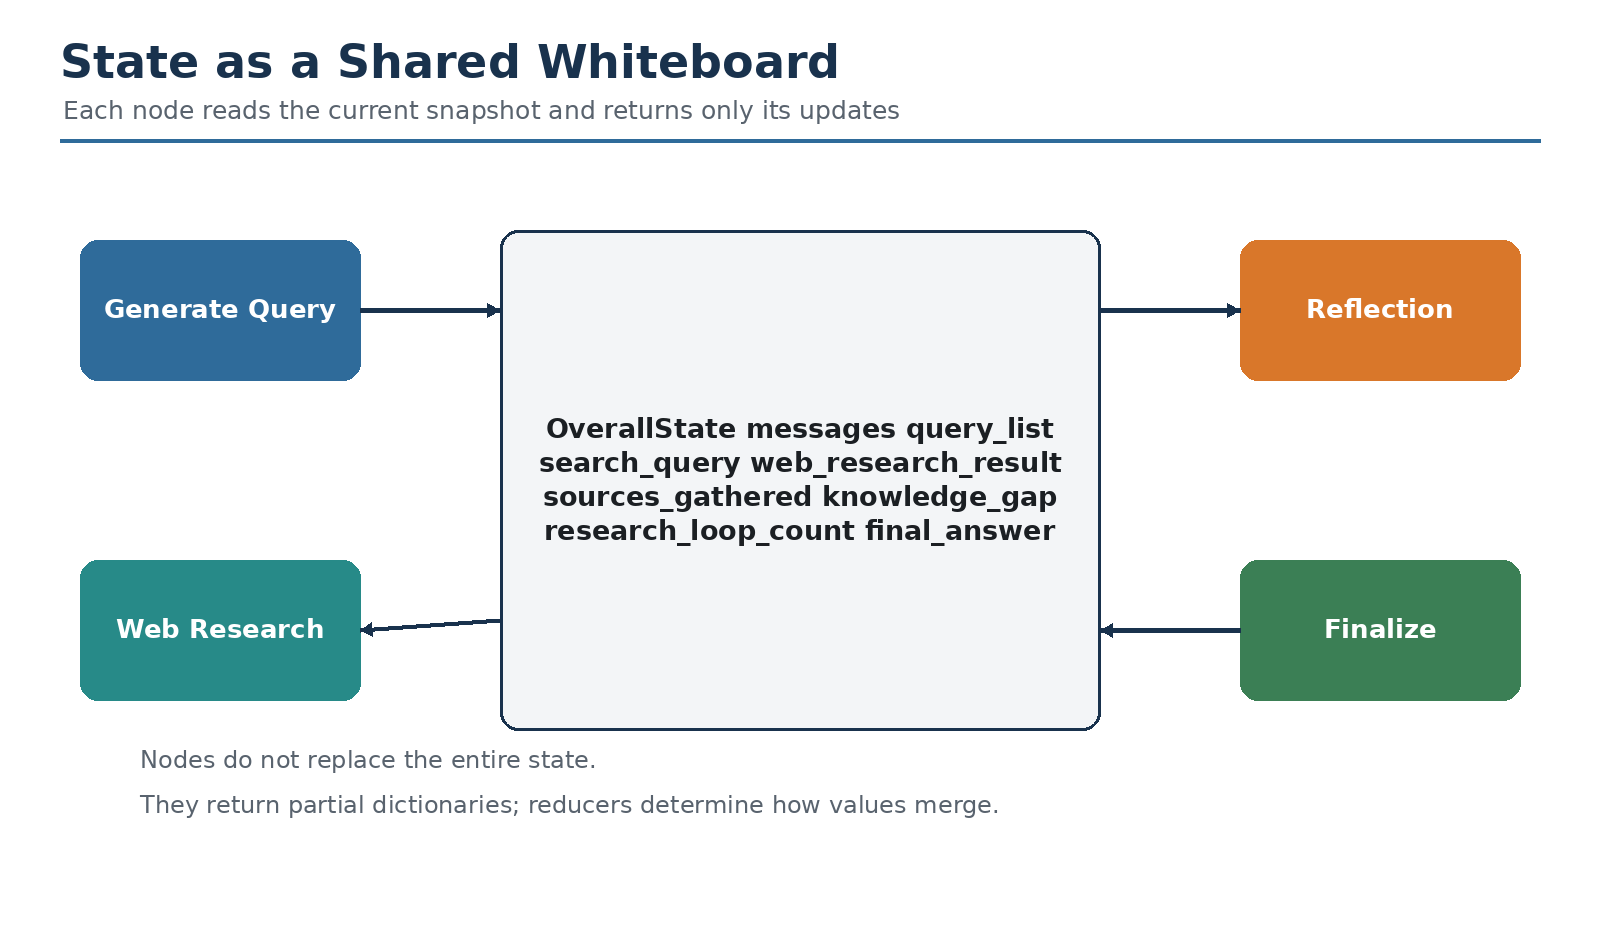 State as a Shared Whiteboard
Each node reads the current snapshot and returns only its updates
Generate Query
OverallState messages query_list
search_query web_research_result
sources_gathered knowledge_gap
research_loop_count final_answer
Reflection
Web Research
Finalize
Nodes do not replace the entire state.
They return partial dictionaries; reducers determine how values merge.